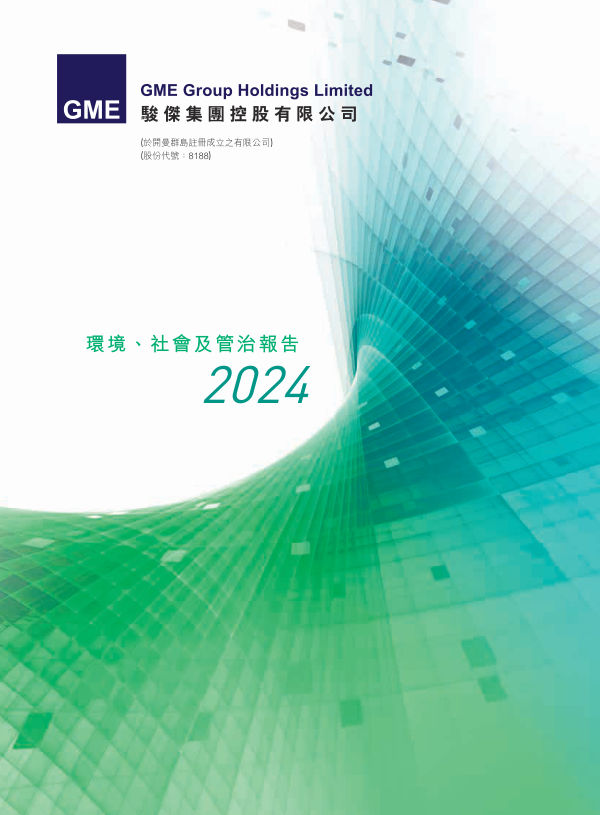 GME
GME Group Holdings Limited
駿傑集團控股有限公司
(於開曼群島註冊成立之有限公司)
(股份代號：8188)
環境、社會及管治報告
2024